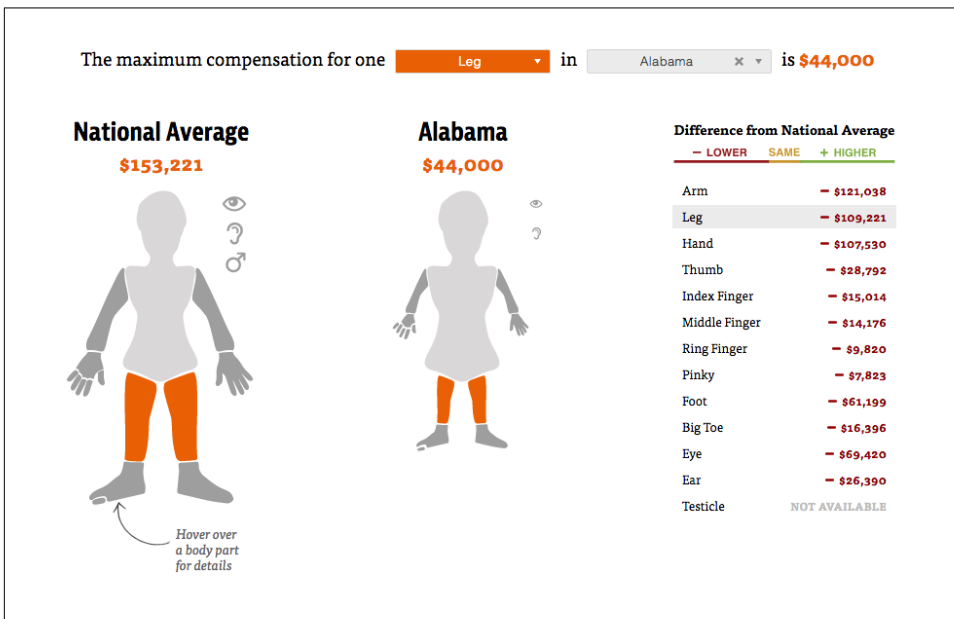 The maximum compensation for one Leg in Alabama is $44,000
National Average
$153,221
Alabama
$44,000
Hover over
a body part
for details
Difference from National Average
− LOWER SAME + HIGHER
Arm − $121,038
Leg − $109,221
Hand − $107,530
Thumb − $28,792
Index Finger − $15,014
Middle Finger − $14,176
Ring Finger − $9,820
Pinky − $7,823
Foot − $61,199
Big Toe − $16,396
Eye − $69,420
Ear − $26,390
Testicle NOT AVAILABLE